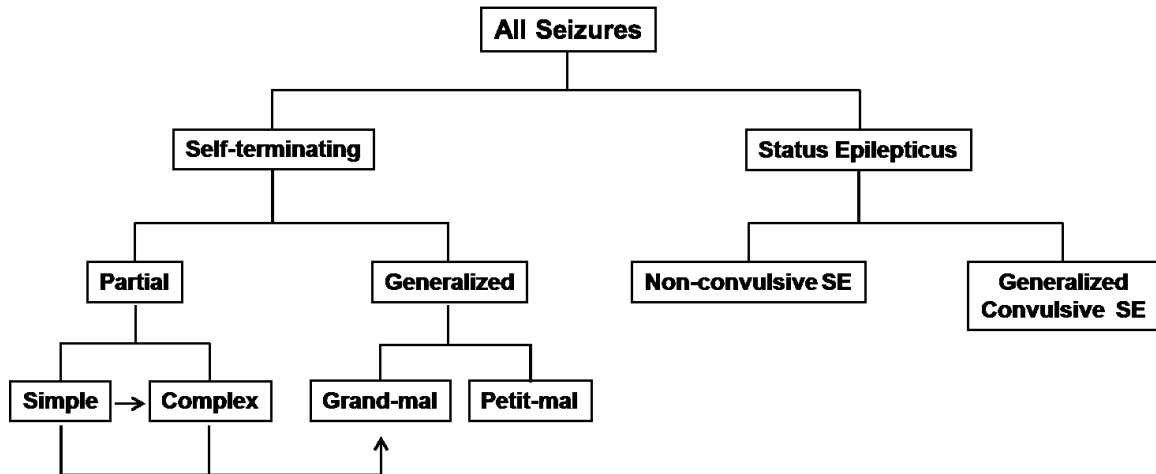 All Seizures
Self-terminating
Status Epilepticus
Partial
Generalized
Non-convulsive SE
Generalized
Convulsive SE
Simple
Complex
Grand-mal
Petit-mal